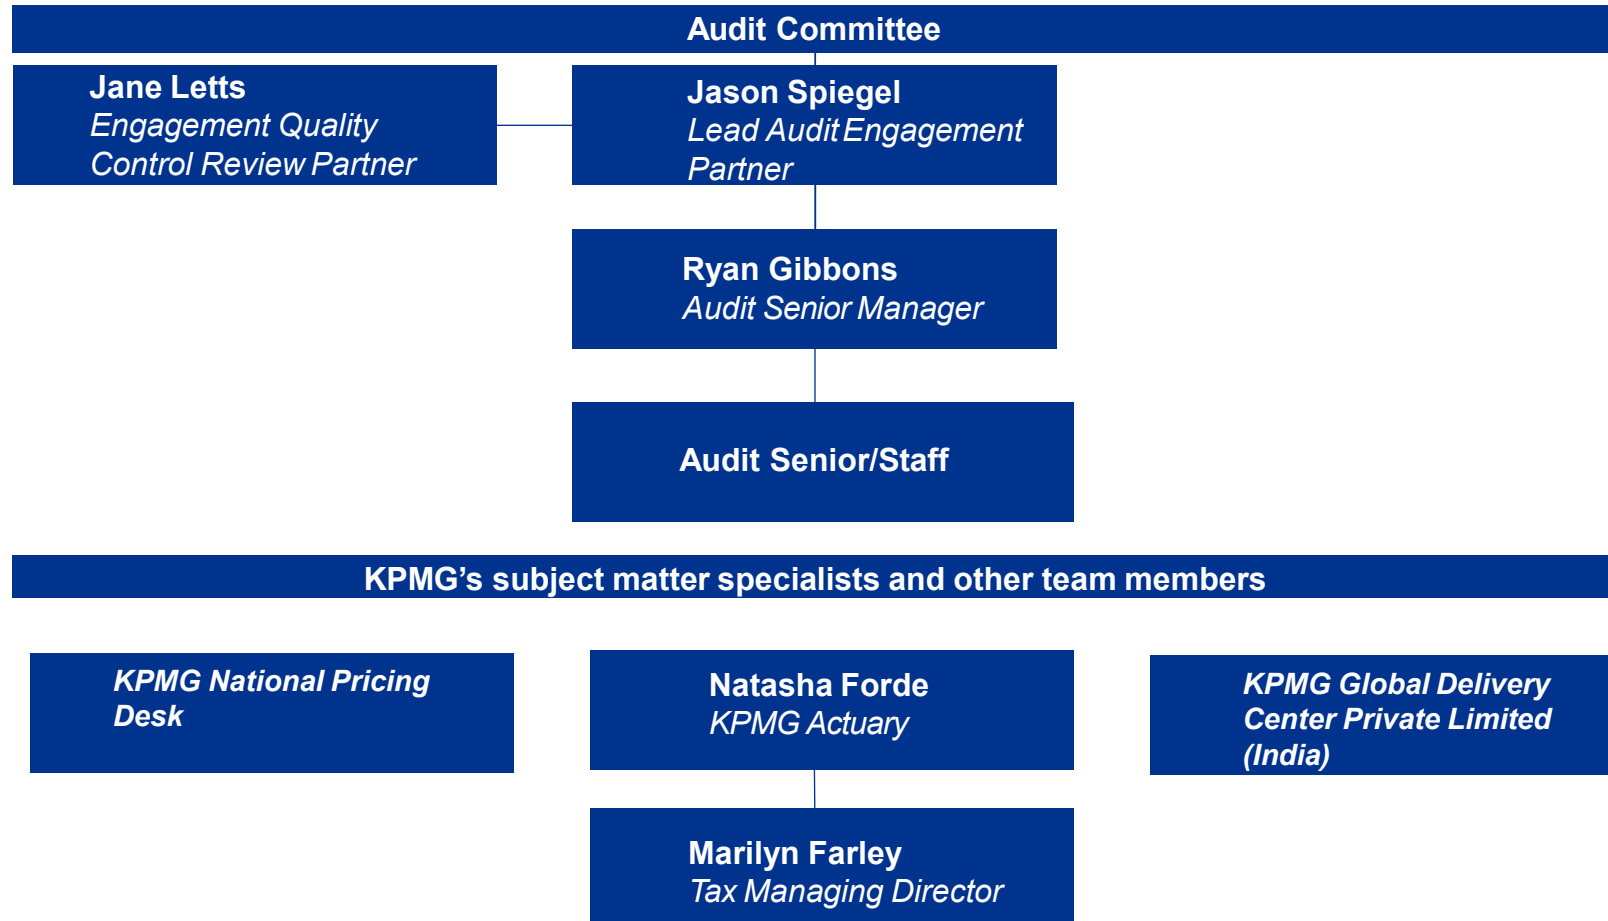 Audit Committee
Jane Letts
Engagement Quality
Control Review Partner
Jason Spiegel
Lead Audit Engagement
Partner
Ryan Gibbons
Audit Senior Manager
Audit Senior/Staff
KPMG’s subject matter specialists and other team members
KPMG National Pricing
Desk
Natasha Forde
KPMG Actuary
KPMG Global Delivery
Center Private Limited
(India)
Marilyn Farley
Tax Managing Director